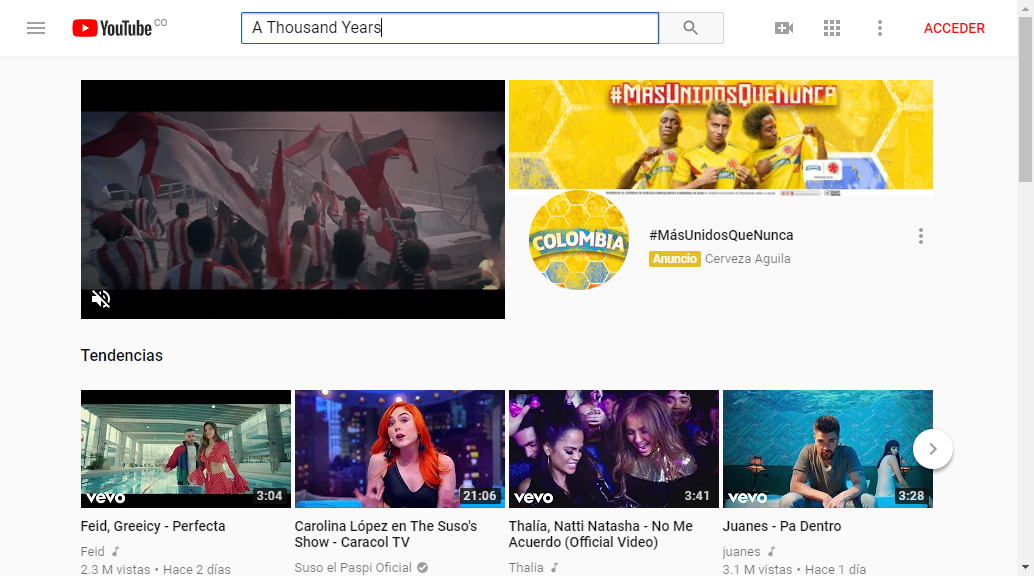 YouTube CO
A Thousand Years
ACCEDER
#MÁSUNIDOSQUENUNCA
COLOMBIA
#MásUnidosQueNunca
Anuncio Cerveza Aguila
Tendencias
vevo 3:04
21:06
vevo 3:41
vevo 3:28
Feid, Greeicy - Perfecta
Feid
2.3 M vistas • Hace 2 días
Carolina López en The Suso's
Show - Caracol TV
Suso el Paspi Oficial
Thalía, Natti Natasha - No Me
Acuerdo (Official Video)
Thalia
Juanes - Pa Dentro
juanes
3.1 M vistas • Hace 1 día